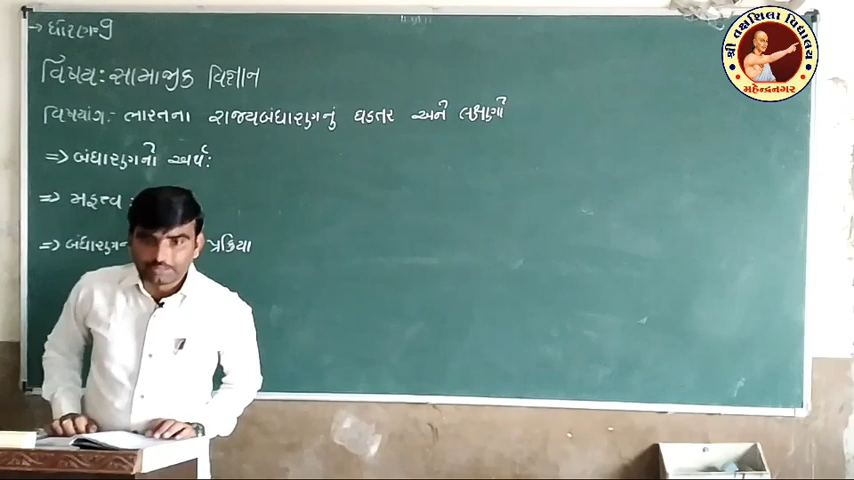 → ધોરણ=9
વિષય: સામાજીક વિજ્ઞાન
વિષયાંગ:- ભારતના રાજ્યબંધારણનું ઘડતર અને લક્ષણો
=> બંધારણનો અર્થ:
=> મહત્ત્વ :
=> બંધારણન પ્રક્રિયા
શ્રી તક્ષશિલા વિદ્યાલય
મહેન્દ્રનગર